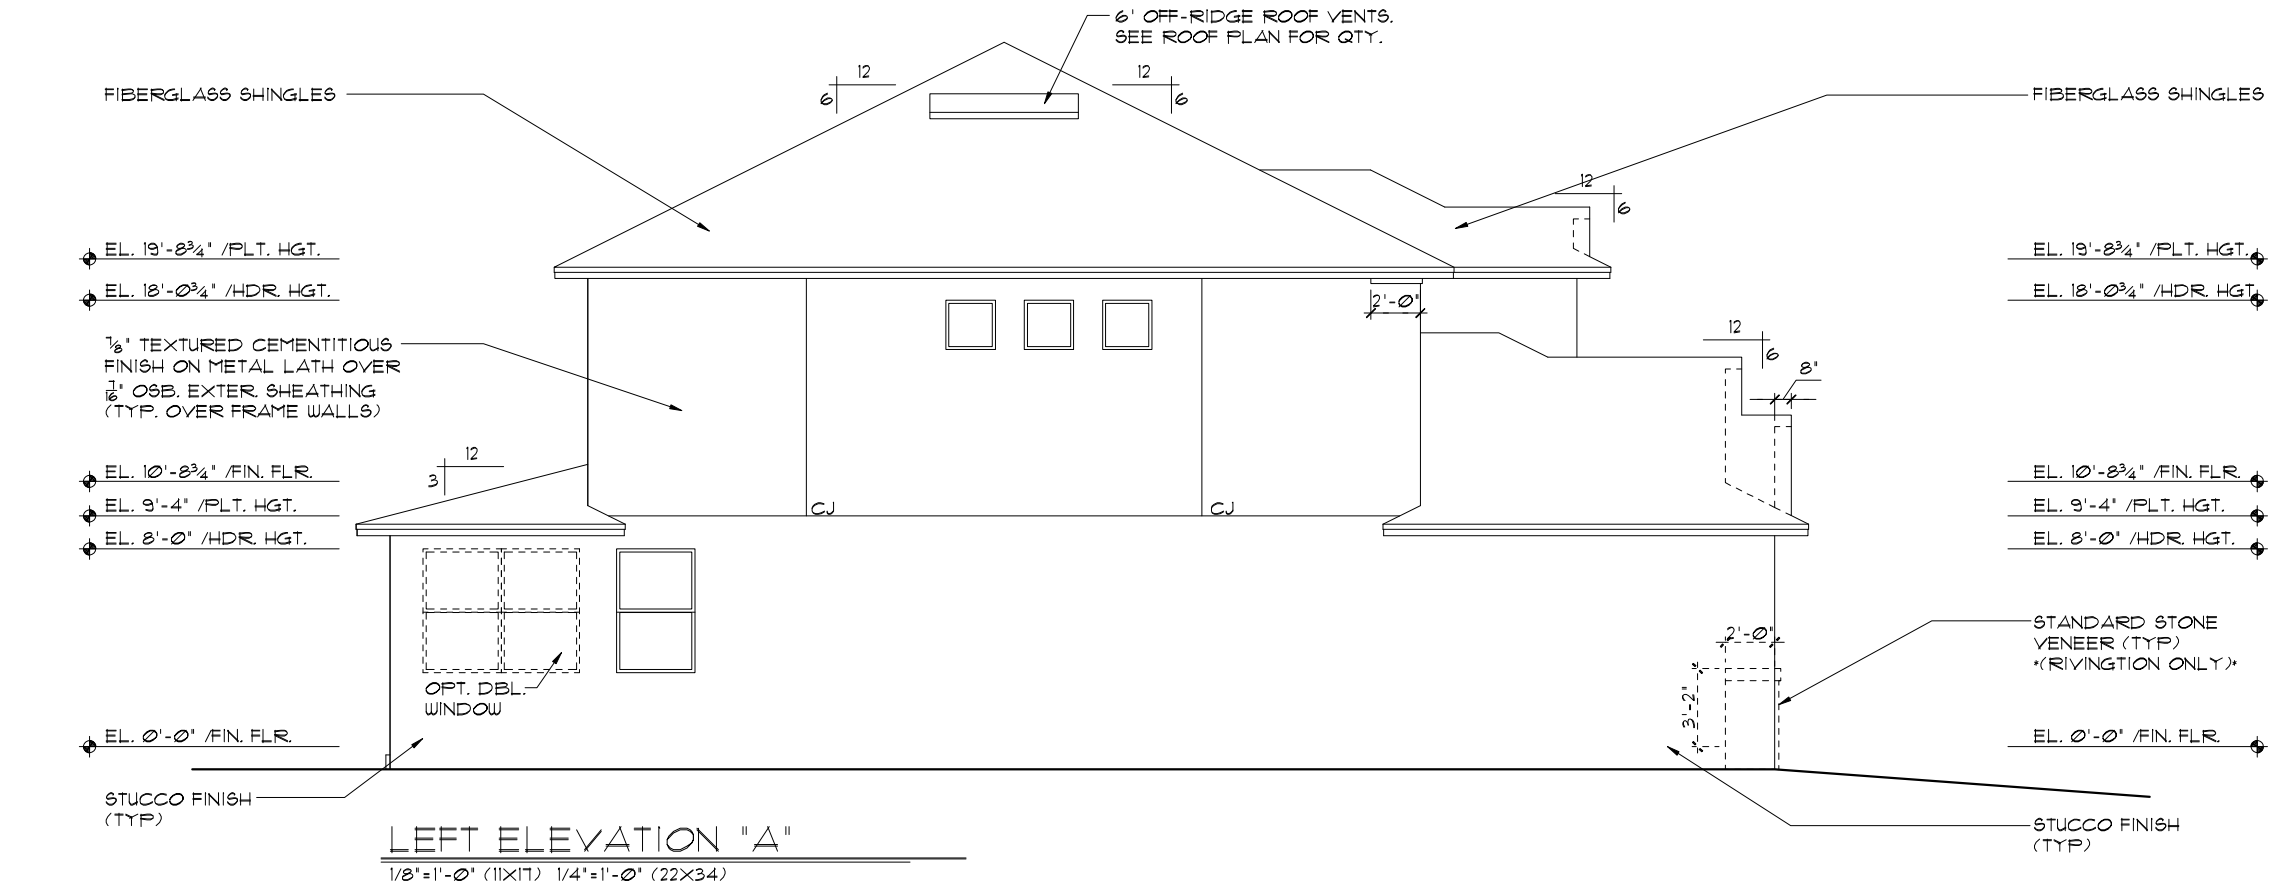 6' OFF-RIDGE ROOF VENTS.
SEE ROOF PLAN FOR QTY.
12
6
12
6
FIBERGLASS SHINGLES
FIBERGLASS SHINGLES
12
6
EL. 19'-8¾" /PLT. HGT.
EL. 19'-8¾" /PLT. HGT.
EL. 18'-0¾" /HDR. HGT.
2'-0"
EL. 18'-0¾" /HDR. HGT.
12
6
8"
⅞" TEXTURED CEMENTITIOUS
FINISH ON METAL LATH OVER
7/16" OSB. EXTER. SHEATHING
(TYP. OVER FRAME WALLS)
12
3
EL. 10'-8¾" /FIN. FLR.
EL. 10'-8¾" /FIN. FLR.
EL. 9'-4" /PLT. HGT.
CJ
CJ
EL. 9'-4" /PLT. HGT.
EL. 8'-0" /HDR. HGT.
EL. 8'-0" /HDR. HGT.
2'-0"
3'-2"
STANDARD STONE
VENEER (TYP)
*(RIVINGTION ONLY)*
OPT. DBL.
WINDOW
EL. 0'-0" /FIN. FLR.
EL. 0'-0" /FIN. FLR.
STUCCO FINISH
(TYP)
STUCCO FINISH
(TYP)
LEFT ELEVATION "A"
1/8"=1'-0" (11X17) 1/4"=1'-0" (22X34)